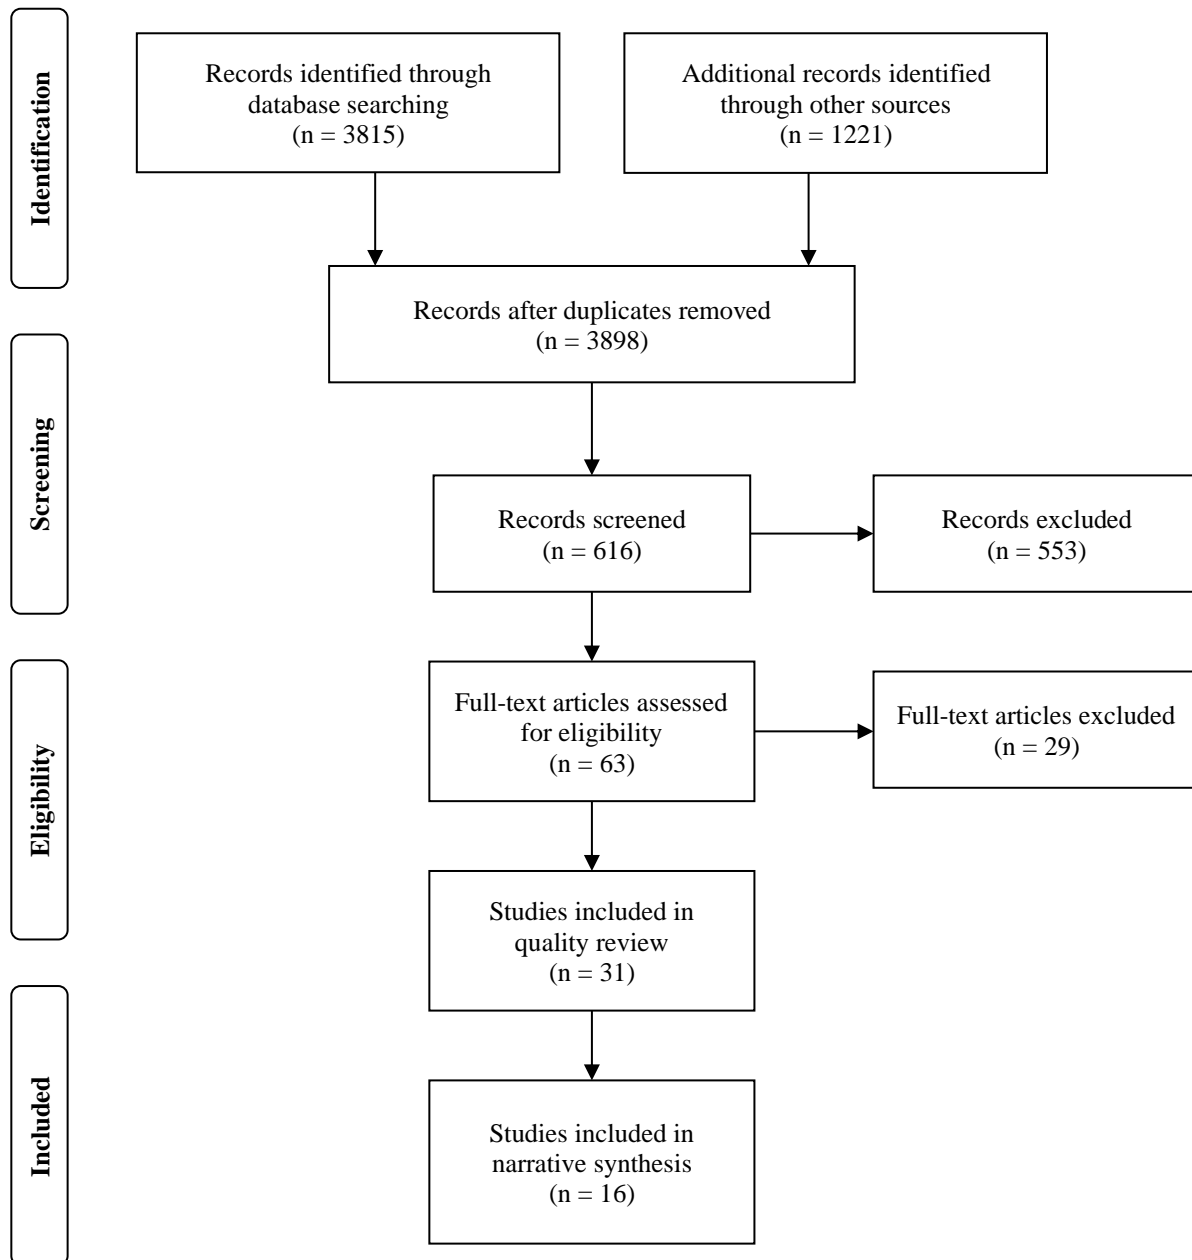 Identification
Records identified through
database searching
(n = 3815)
Additional records identified
through other sources
(n = 1221)
Records after duplicates removed
(n = 3898)
Screening
Records screened
(n = 616)
Records excluded
(n = 553)
Eligibility
Full-text articles assessed
for eligibility
(n = 63)
Full-text articles excluded
(n = 29)
Studies included in
quality review
(n = 31)
Included
Studies included in
narrative synthesis
(n = 16)